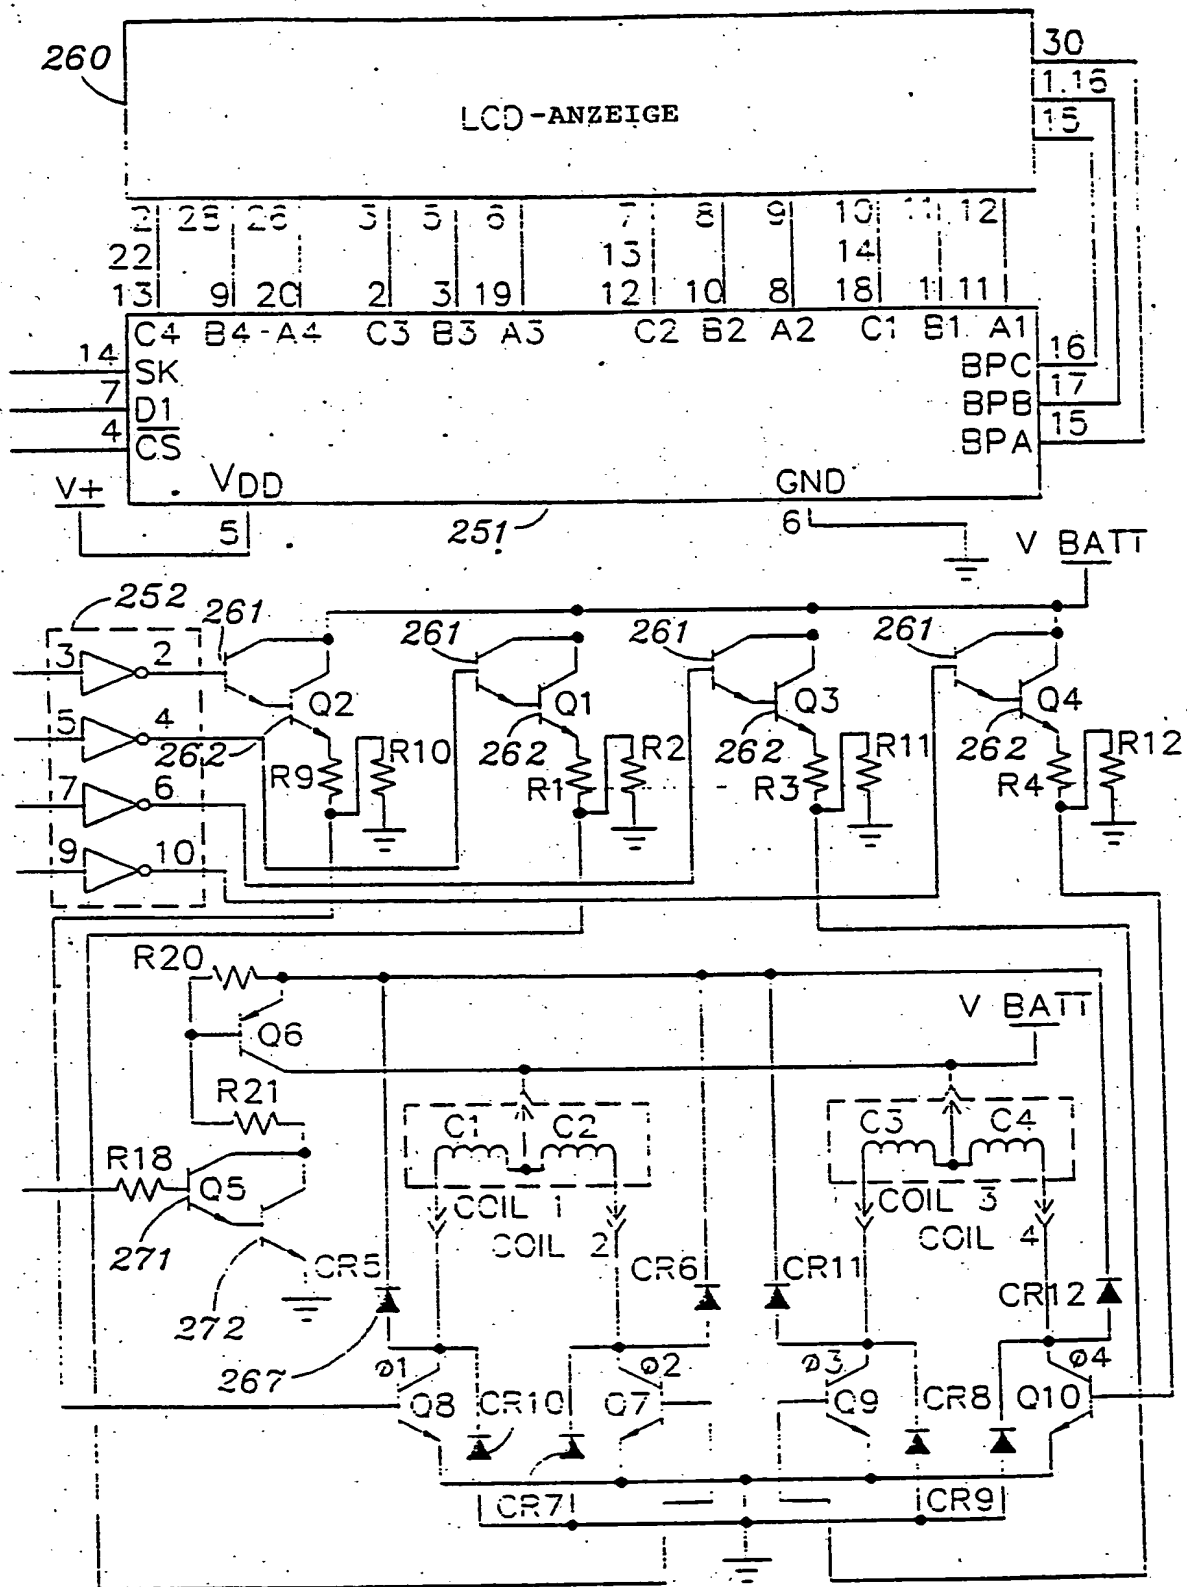 260
LCD-ANZEIGE
30
1.16
15
2 25 26 3 5 6 7 8 9 10 11 12
22 13 14
13 9 20 2 3 19 12 10 8 18 1 11
C4 B4 A4 C3 B3 A3 C2 B2 A2 C1 B1 A1
14 SK BPC 16
7 D1 BPB 17
4 CS BPA 15
V+ VDD GND
5 251 6 V BATT
252 261 261 261 261
3 2 Q2 Q1 Q3 Q4
5 4 262 262 262 262
R9 R10 R1 R2 R3 R11 R4 R12
7 6
9 10
R20
Q6 V BATT
R21
C1 C2 C3 C4
R18 Q5
COIL 1 COIL 3
COIL 2 COIL 4
271 CR5 CR6 CR11 CR12
272
267 ø1 ø2 ø3 ø4
Q8 CR10 Q7 Q9 CR8 Q10
CR7 CR9